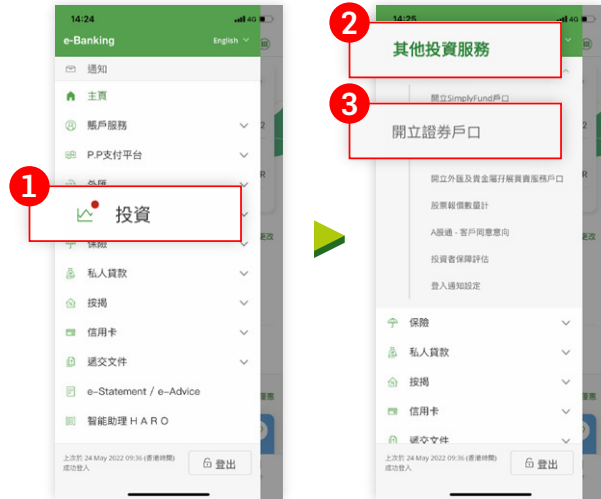 14:24
4G
e-Banking
English
通知
主頁
賬戶服務
P.P支付平台
外匯
1
投資
保險
私人貸款
按揭
信用卡
遞交文件
e-Statement / e-Advice
智能助理 H A R O
上次於 24 May 2022 09:36 (香港時間)
成功登入
登出
更改
14:25
4G
2
其他投資服務
開立SimplyFund戶口
3
開立證券戶口
開立外匯及貴金屬孖展買賣服務戶口
股票報價數量計
A股通 - 客戶同意意向
投資者保障評估
登入通知設定
保險
私人貸款
按揭
信用卡
遞交文件
上次於 24 May 2022 09:36 (香港時間)
成功登入
登出
更改